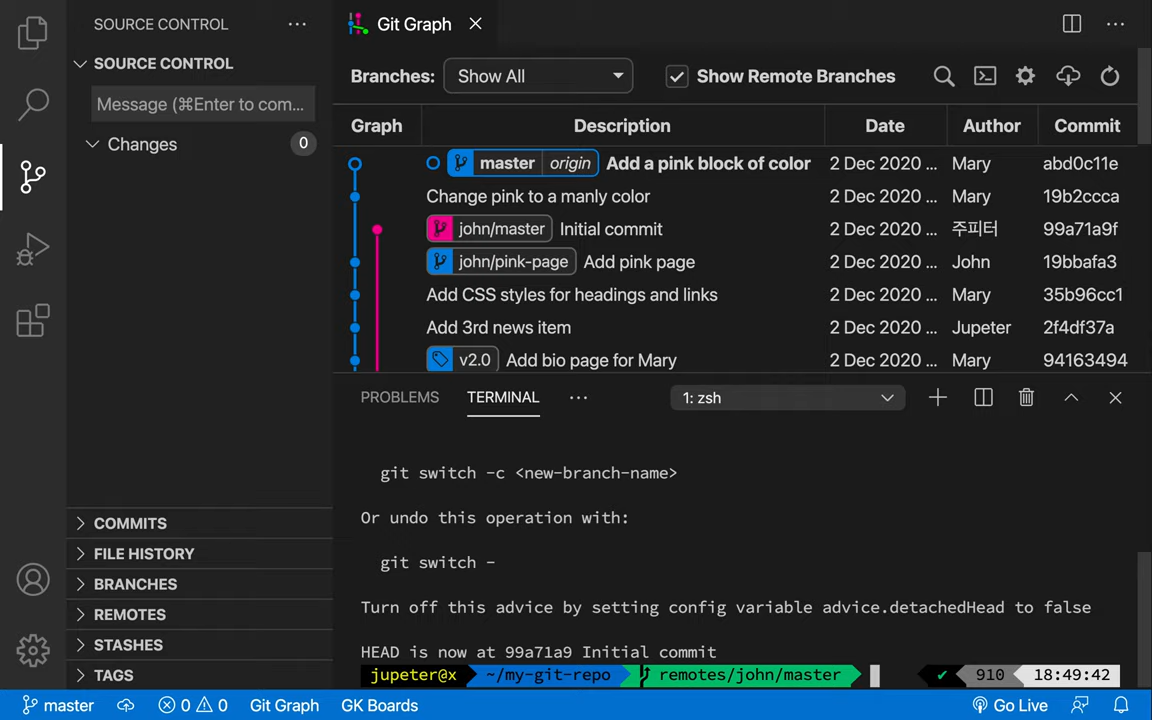 SOURCE CONTROL ···
SOURCE CONTROL
Message (⌘Enter to com...
Changes 0
COMMITS
FILE HISTORY
BRANCHES
REMOTES
STASHES
TAGS
Git Graph
Branches: Show All Show Remote Branches
Graph Description Date Author Commit
master origin Add a pink block of color 2 Dec 2020 ... Mary abd0c11e
Change pink to a manly color 2 Dec 2020 ... Mary 19b2ccca
john/master Initial commit 2 Dec 2020 ... 주피터 99a71a9f
john/pink-page Add pink page 2 Dec 2020 ... John 19bbafa3
Add CSS styles for headings and links 2 Dec 2020 ... Mary 35b96cc1
Add 3rd news item 2 Dec 2020 ... Jupeter 2f4df37a
v2.0 Add bio page for Mary 2 Dec 2020 ... Mary 94163494
PROBLEMS TERMINAL ··· 1: zsh
git switch -c <new-branch-name>
Or undo this operation with:
git switch -
Turn off this advice by setting config variable advice.detachedHead to false
HEAD is now at 99a71a9 Initial commit
jupeter@x ~/my-git-repo remotes/john/master ✔ 910 18:49:42
master 0 0 Git Graph GK Boards Go Live